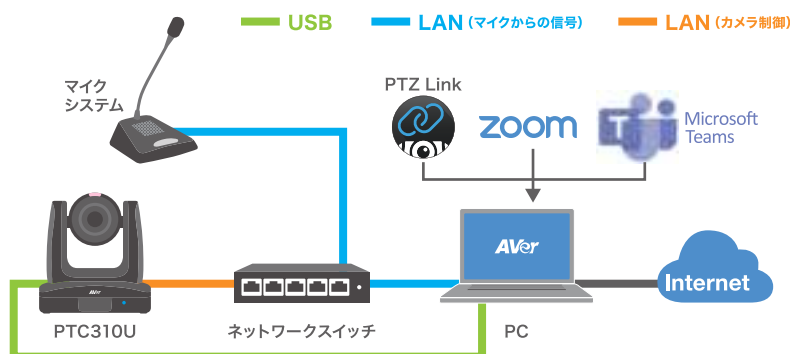 USB
LAN (マイクからの信号)
LAN (カメラ制御)
マイク
システム
PTZ Link
zoom
Microsoft
Teams
AVer
Internet
AVer
PTC310U
ネットワークスイッチ
PC